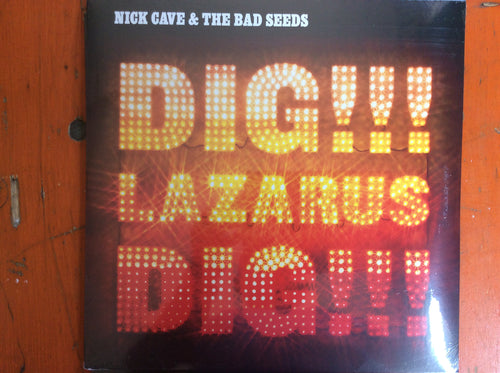 NICK CAVE & THE BAD SEEDS
DIG!!!
LAZARUS
DIG!!!